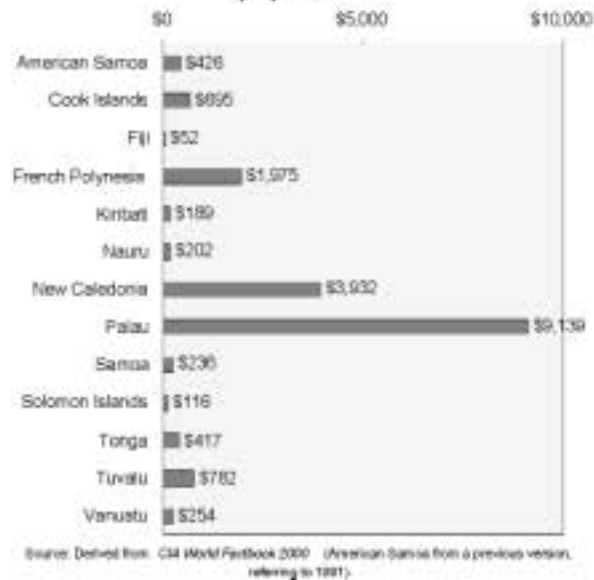 $0 $5,000 $10,000
American Samoa $426
Cook Islands $695
Fiji $52
French Polynesia $1,975
Kiribati $189
Nauru $202
New Caledonia $3,932
Palau $9,139
Samoa $236
Solomon Islands $116
Tonga $417
Tuvalu $782
Vanuatu $254
Source: Derived from CIA World Factbook 2000 (American Samoa from a previous version,
referring to 1991).